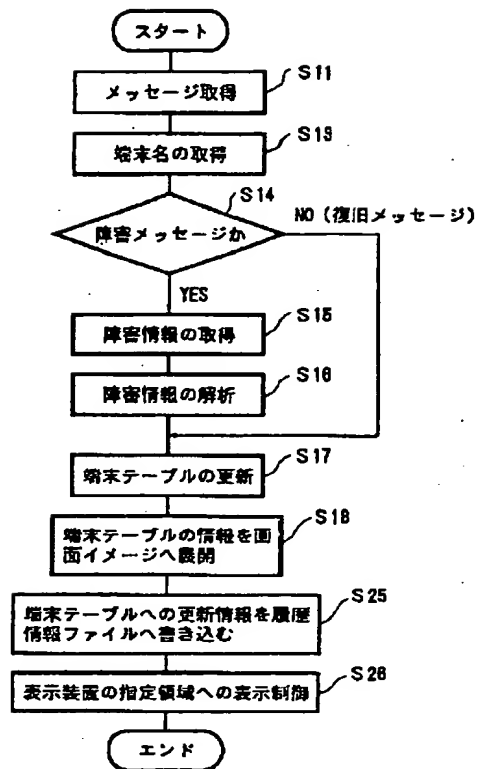 スタート
S11
メッセージ取得
S13
端末名の取得
S14
NO (復旧メッセージ)
障害メッセージか
YES
S15
障害情報の取得
S16
障害情報の解析
S17
端末テーブルの更新
S18
端末テーブルの情報を画
面イメージへ展開
S25
端末テーブルへの更新情報を履歴
情報ファイルへ書き込む
S26
表示装置の指定領域への表示制御
エンド